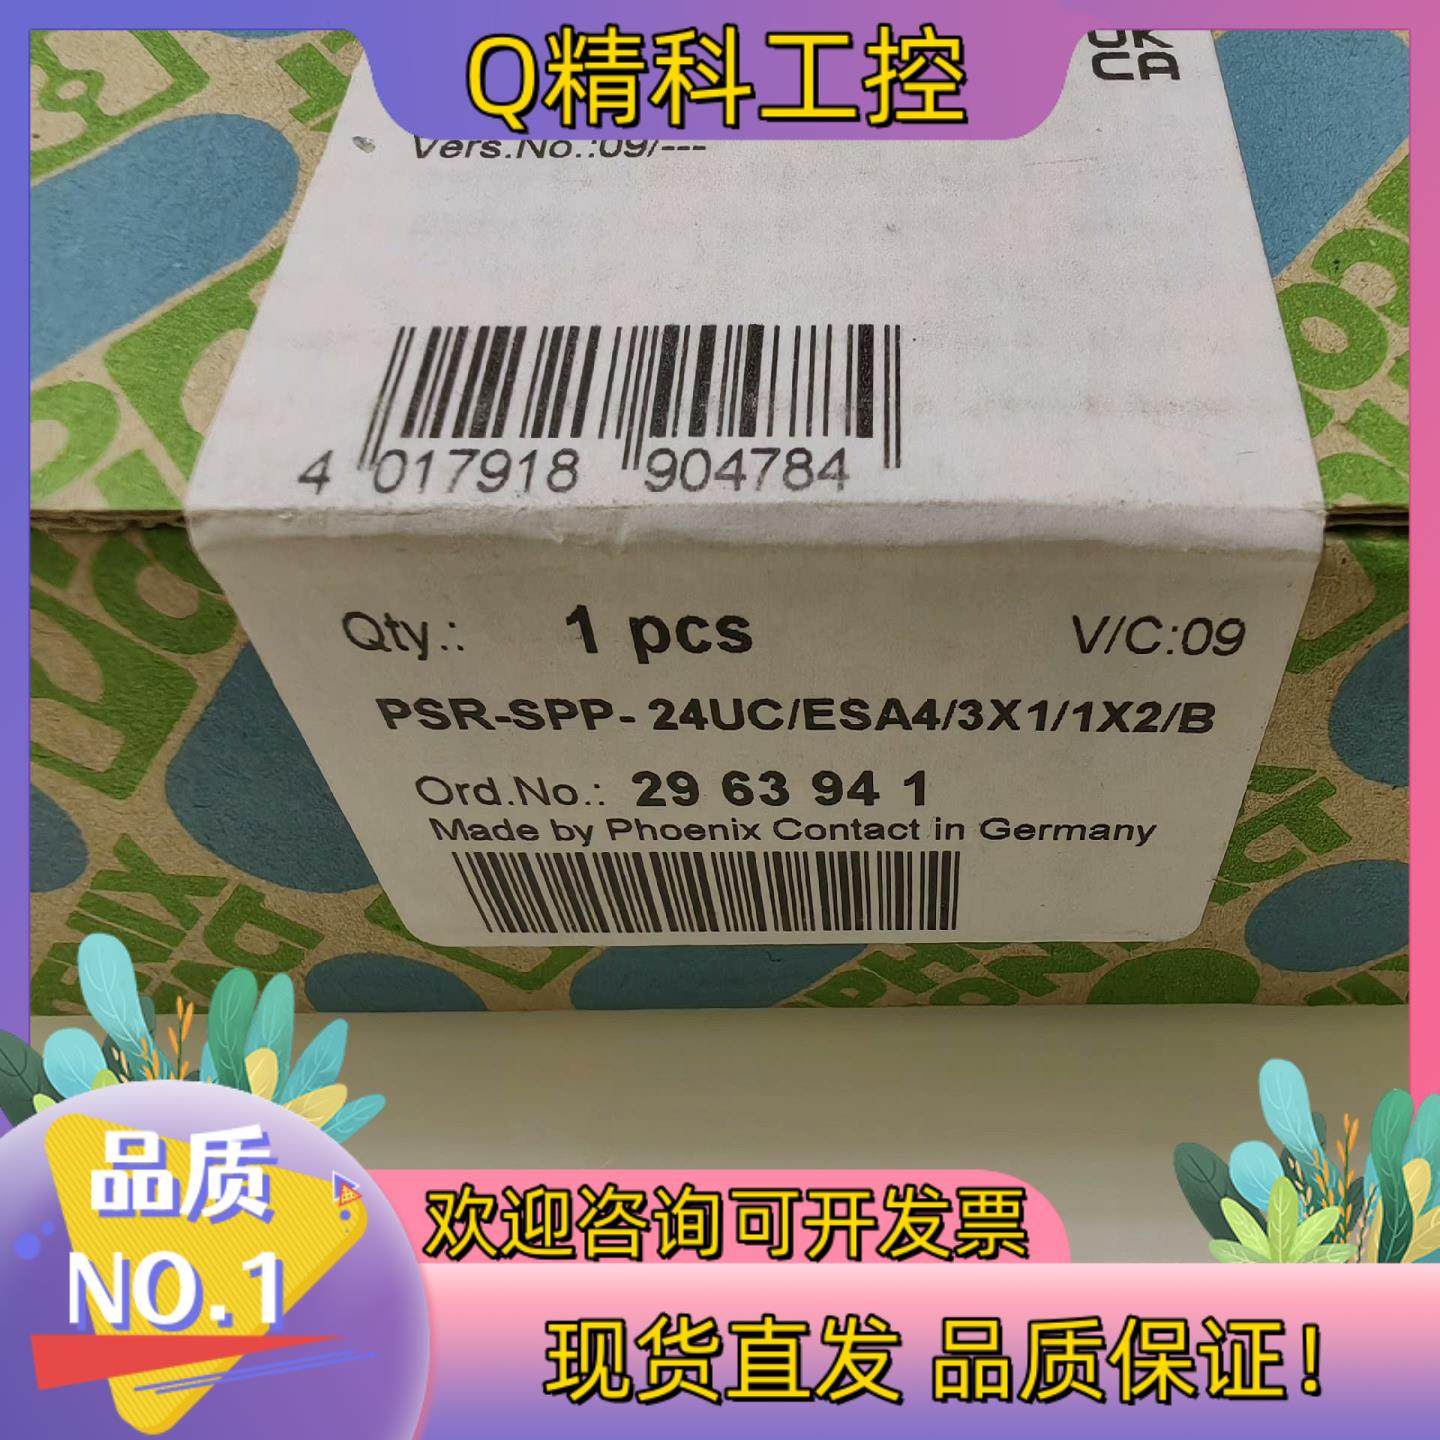 Q精科工控
UK
CA
Vers.No.:09/---
4 017918 904784
Qty.: 1 pcs V/C:09
PSR-SPP- 24UC/ESA4/3X1/1X2/B
Ord.No.: 29 63 94 1
Made by Phoenix Contact in Germany
品质
NO.1
欢迎咨询可开发票
现货直发 品质保证！